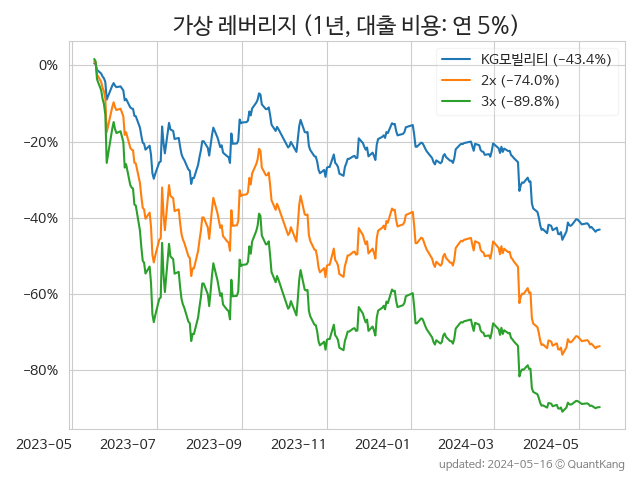 가상 레버리지 (1년, 대출 비용: 연 5%)
KG모빌리티 (−43.4%)
2x (−74.0%)
3x (−89.8%)
0%
−20%
−40%
−60%
−80%
2023−05 2023−07 2023−09 2023−11 2024−01 2024−03 2024−05
updated: 2024−05−16 ⓒ QuantKang